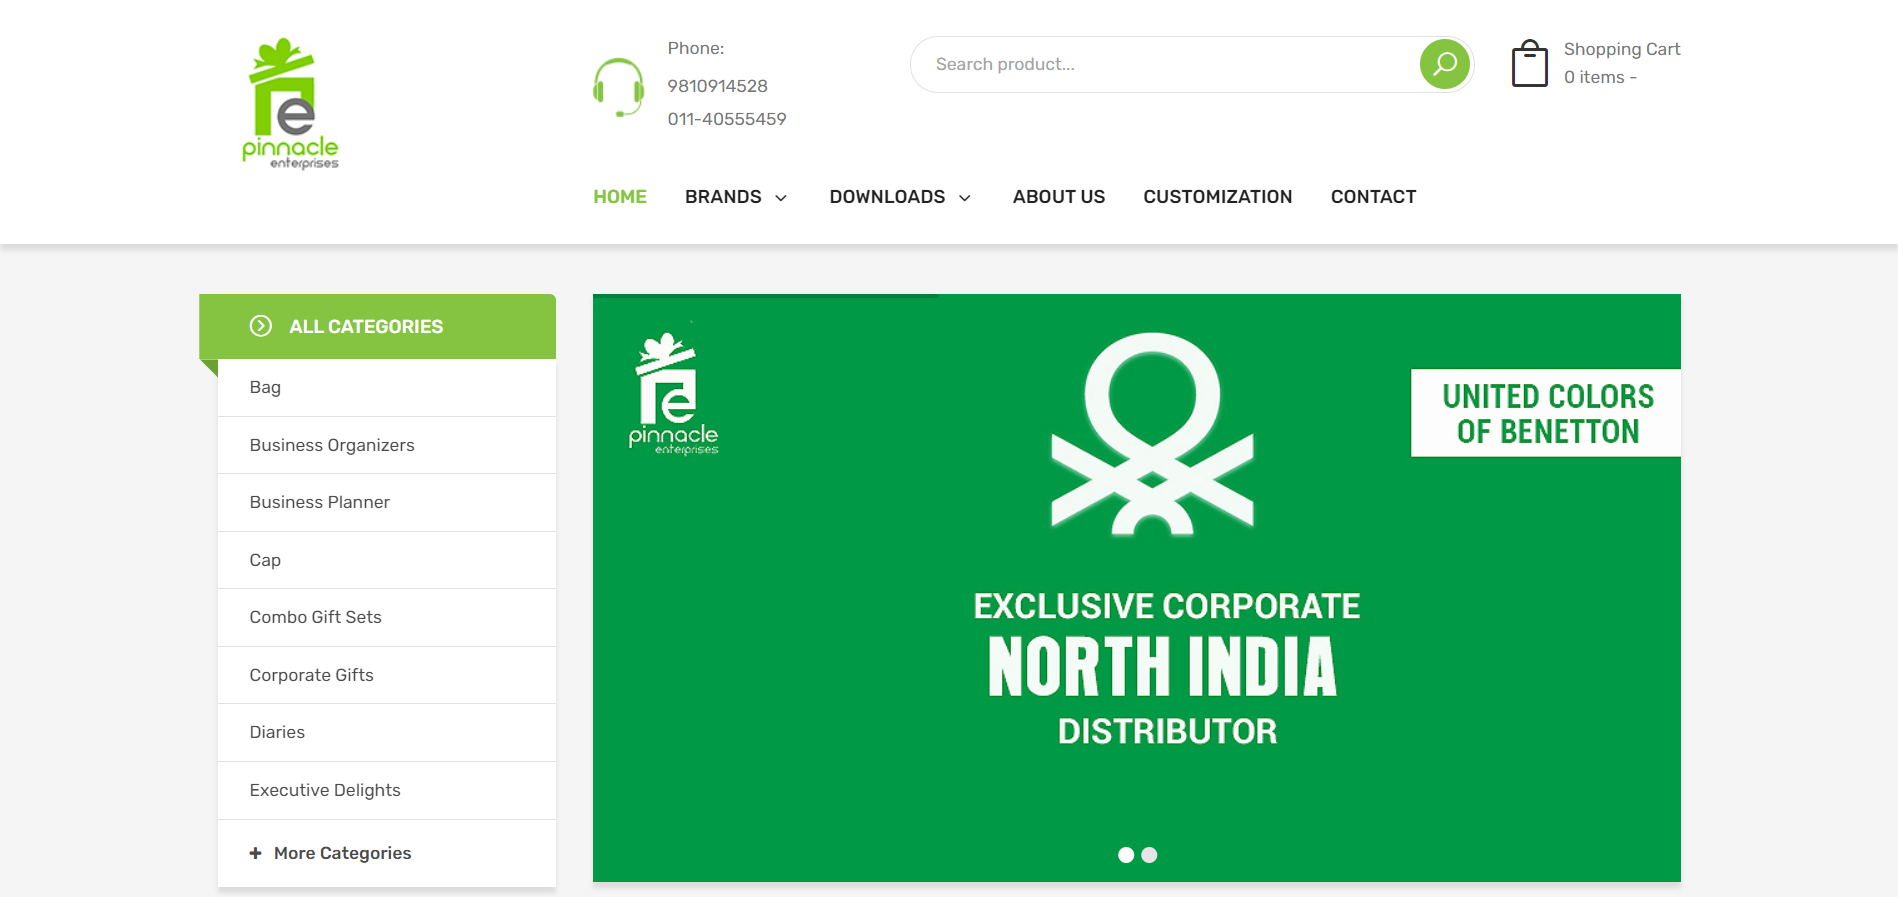 pinnacle
enterprises
Phone:
9810914528
011-40555459
Search product...
Shopping Cart
0 items -
HOME
BRANDS
DOWNLOADS
ABOUT US
CUSTOMIZATION
CONTACT
ALL CATEGORIES
Bag
Business Organizers
Business Planner
Cap
Combo Gift Sets
Corporate Gifts
Diaries
Executive Delights
+ More Categories
pinnacle
enterprises
UNITED COLORS
OF BENETTON
EXCLUSIVE CORPORATE
NORTH INDIA
DISTRIBUTOR